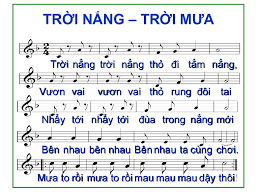 TRỜI NẮNG – TRỜI MƯA
Trời nắng trời nắng thỏ đi tắm nắng,
Vươn vai vươn vai thỏ rung đôi tai
Nhẩy tới nhẩy tới đùa trong nắng mới
Bên nhau bên nhau Bên nhau ta cùng chơi.
Mưa to rồi mưa to rồi mau mau mau dậy thôi